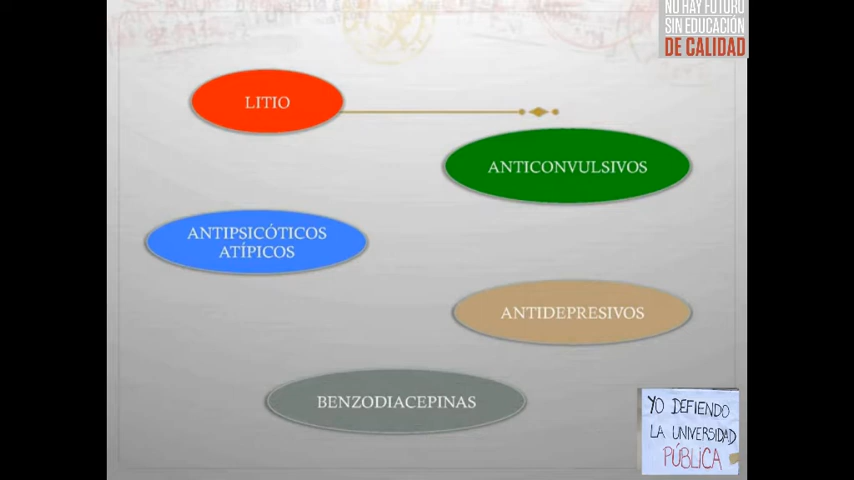 NO HAY FUTURO
SIN EDUCACIÓN
DE CALIDAD
LITIO
ANTICONVULSIVOS
ANTIPSICÓTICOS
ATÍPICOS
ANTIDEPRESIVOS
BENZODIACEPINAS
YO DEFIENDO
LA UNIVERSIDAD
PÚBLICA